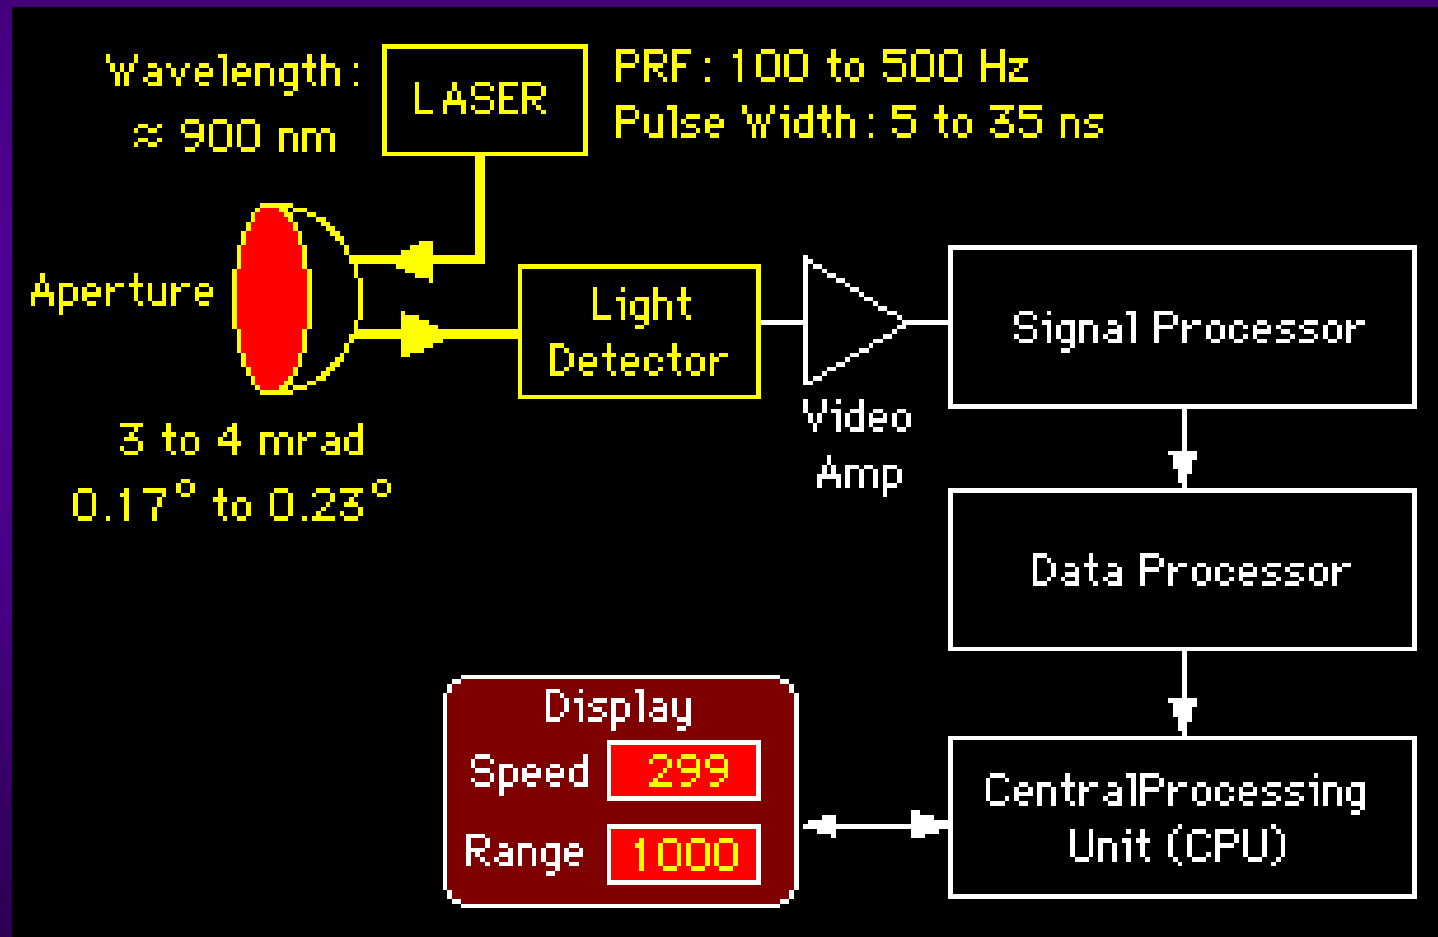 Wavelength:
≈ 900 nm
LASER
PRF: 100 to 500 Hz
Pulse Width: 5 to 35 ns
Aperture
3 to 4 mrad
0.17° to 0.23°
Light
Detector
Video
Amp
Signal Processor
Data Processor
CentralProcessing
Unit (CPU)
Display
Speed 299
Range 1000